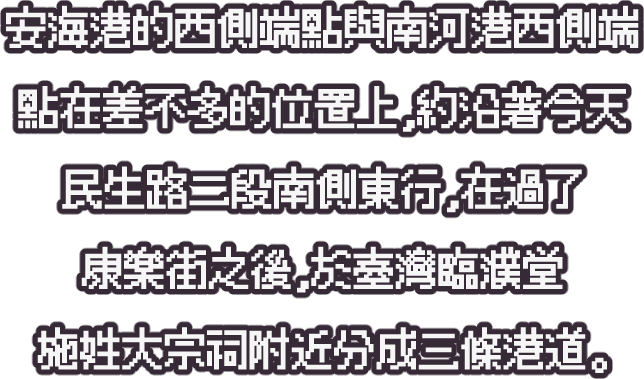 安海港的西側端點與南河港西側端
點在差不多的位置上,約沿著今天
民生路二段南側東行,在過了
康樂街之後,於臺灣臨濮堂
施姓大宗祠附近分成三條港道。